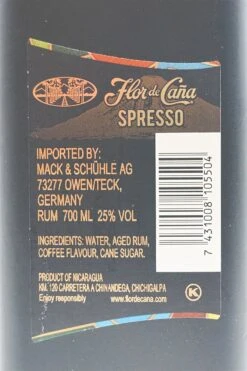 Flor de Caña
SPRESSO
IMPORTED BY:
MACK & SCHÜHLE AG
73277 OWEN/TECK,
GERMANY
RUM 700 ML 25% VOL
INGREDIENTS: WATER, AGED RUM,
COFFEE FLAVOUR, CANE SUGAR.
PRODUCT OF NICARAGUA
KM. 120 CARRETERA A CHINANDEGA, CHICHIGALPA
Enjoy responsibly www.flordecana.com
7 431008 105504
K